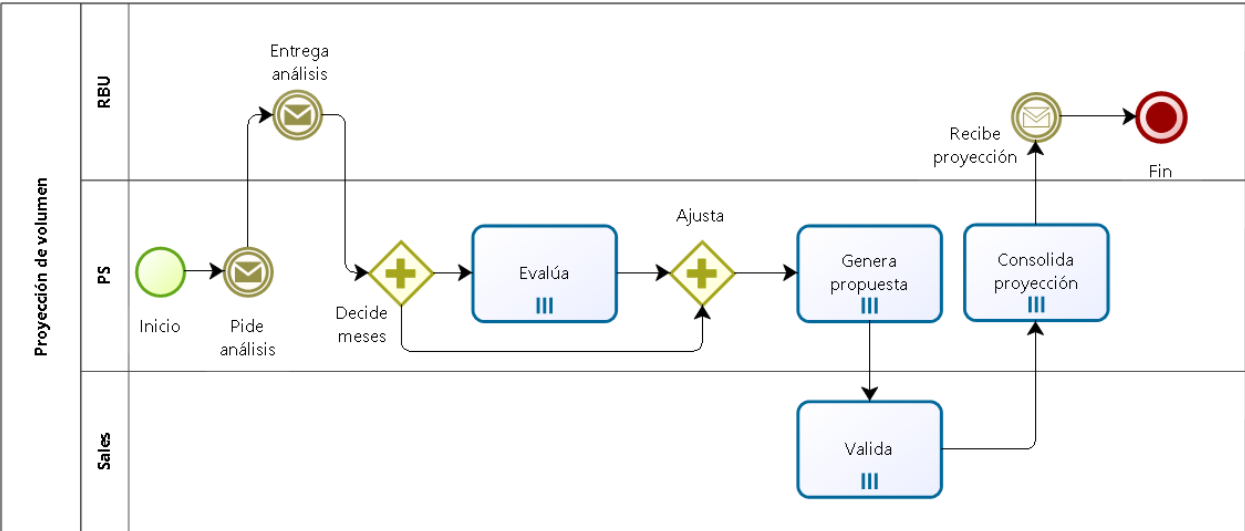 Proyección de volumen
RBU
Entrega
análisis
Recibe
proyección
Fin
PS
Inicio
Pide
análisis
Decide
meses
Evalúa
Ajusta
Genera
propuesta
Consolida
proyección
Sales
Valida